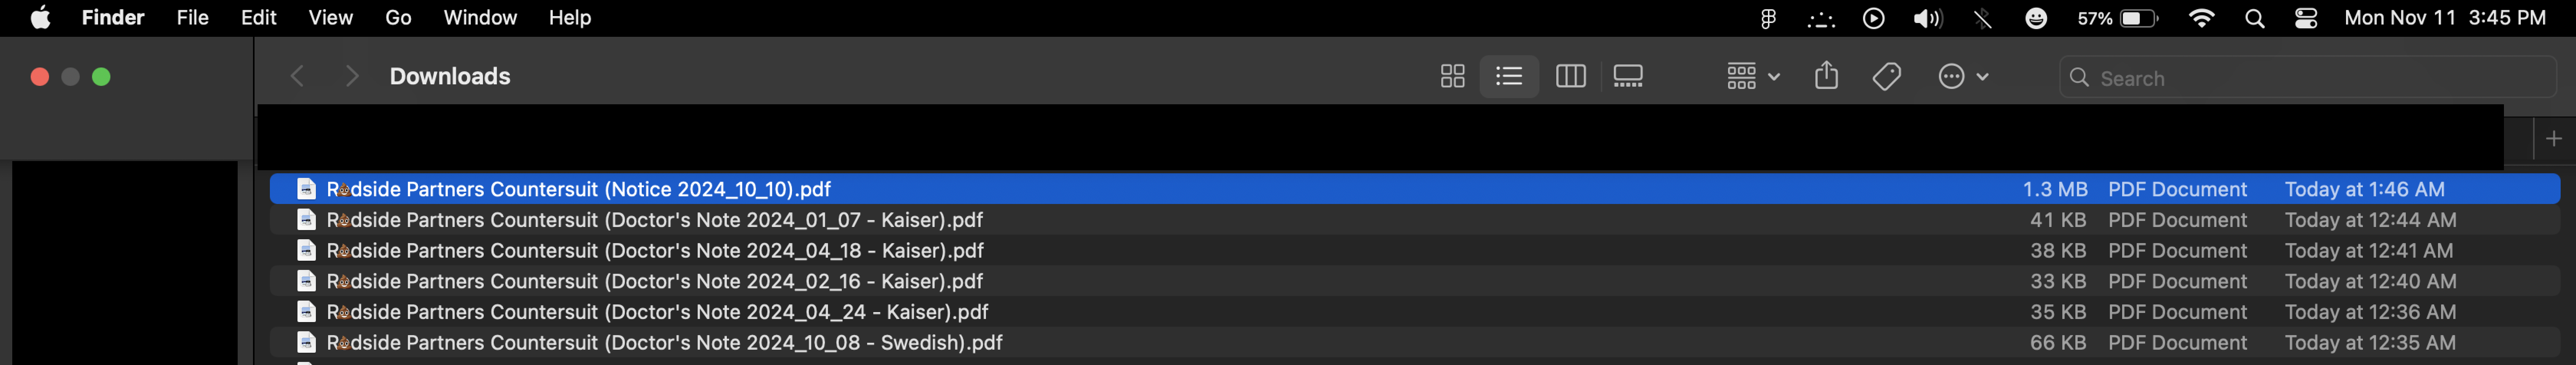 Finder File Edit View Go Window Help 57% Mon Nov 11 3:45 PM
Downloads Search
R💩dside Partners Countersuit (Notice 2024_10_10).pdf 1.3 MB PDF Document Today at 1:46 AM
R💩dside Partners Countersuit (Doctor's Note 2024_01_07 - Kaiser).pdf 41 KB PDF Document Today at 12:44 AM
R💩dside Partners Countersuit (Doctor's Note 2024_04_18 - Kaiser).pdf 38 KB PDF Document Today at 12:41 AM
R💩dside Partners Countersuit (Doctor's Note 2024_02_16 - Kaiser).pdf 33 KB PDF Document Today at 12:40 AM
R💩dside Partners Countersuit (Doctor's Note 2024_04_24 - Kaiser).pdf 35 KB PDF Document Today at 12:36 AM
R💩dside Partners Countersuit (Doctor's Note 2024_10_08 - Swedish).pdf 66 KB PDF Document Today at 12:35 AM